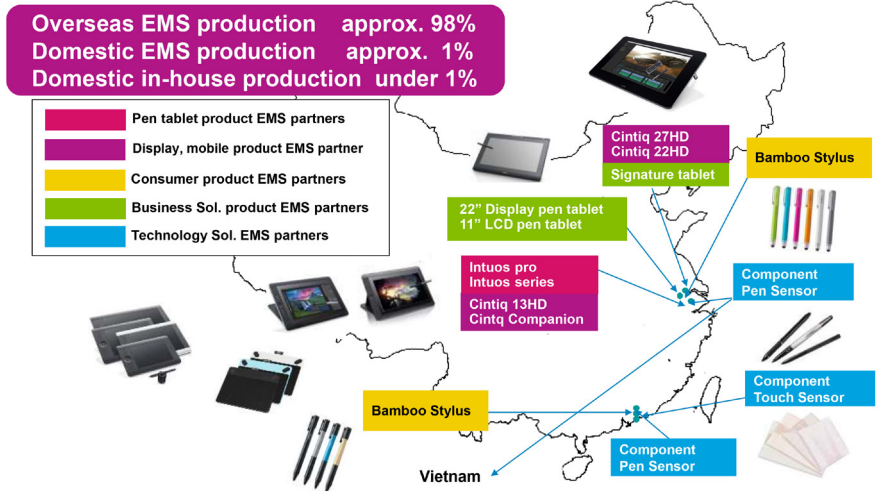 Overseas EMS production approx. 98%
Domestic EMS production approx. 1%
Domestic in-house production under 1%
Pen tablet product EMS partners
Display, mobile product EMS partner
Consumer product EMS partners
Business Sol. product EMS partners
Technology Sol. EMS partners
Cintiq 27HD
Cintiq 22HD
Signature tablet
Bamboo Stylus
22” Display pen tablet
11” LCD pen tablet
Intuos pro
Intuos series
Cintiq 13HD
Cintq Companion
Component
Pen Sensor
Component
Touch Sensor
Bamboo Stylus
Component
Pen Sensor
Vietnam